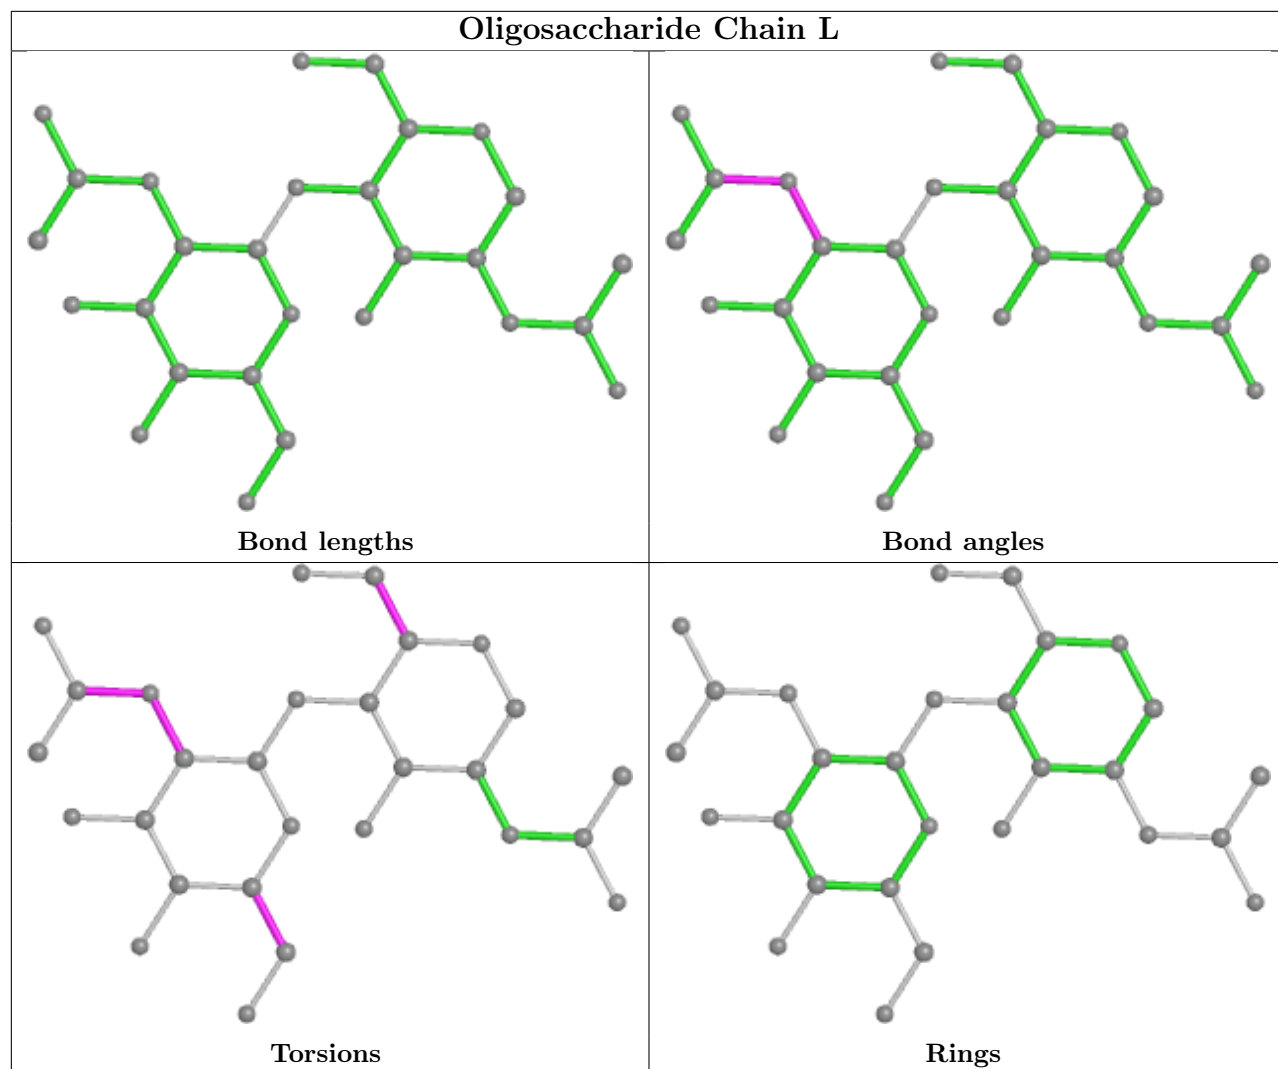 Oligosaccharide Chain L
Bond lengths
Bond angles
Torsions
Rings